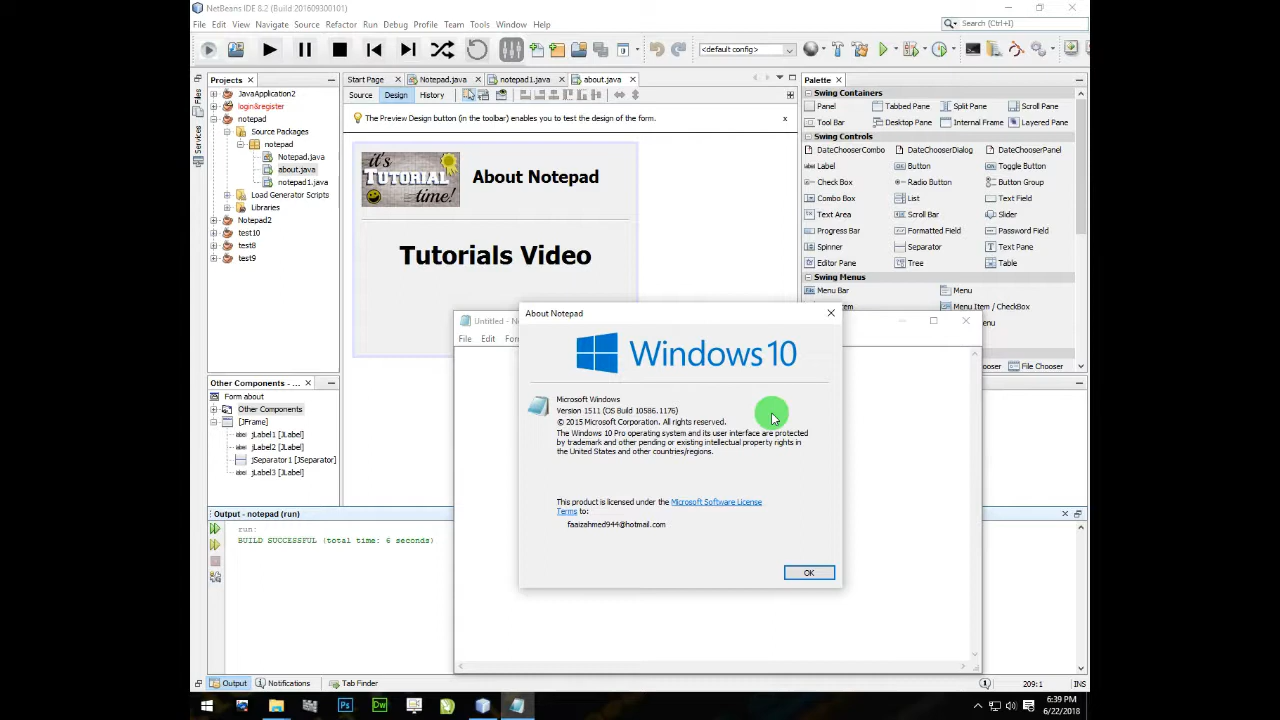 NetBeans IDE 8.2 (Build 201609300101)
File Edit View Navigate Source Refactor Run Debug Profile Team Tools Window Help
Search (Ctrl+I)
<default config>
Projects
Start Page
Notepad.java
notepad1.java
about.java
Palette
Files
Services
JavaApplication2
login&register
notepad
Source Packages
notepad
Notepad.java
about.java
notepad1.java
Load Generator Scripts
Libraries
Notepad2
test10
test8
test9
Source Design History
The Preview Design button (in the toolbar) enables you to test the design of the form.
it's
TUTORIAL
time!
About Notepad
Tutorials Video
Swing Containers
Panel Tabbed Pane Split Pane Scroll Pane
Tool Bar Desktop Pane Internal Frame Layered Pane
Swing Controls
DateChooserCombo DateChooserDialog DateChooserPanel
Label Button Toggle Button
Check Box Radio Button Button Group
Combo Box List Text Field
Text Area Scroll Bar Slider
Progress Bar Formatted Field Password Field
Spinner Separator Text Pane
Editor Pane Tree Table
Swing Menus
Menu Bar Menu
Menu Item / CheckBox
File Chooser
Other Components - ...
Form about
Other Components
[JFrame]
jLabel1 [JLabel]
jLabel2 [JLabel]
jSeparator1 [JSeparator]
jLabel3 [JLabel]
Untitled - N
File Edit
About Notepad
Windows 10
Microsoft Windows
Version 1511 (OS Build 10586.1176)
© 2015 Microsoft Corporation. All rights reserved.
The Windows 10 Pro operating system and its user interface are protected
by trademark and other pending or existing intellectual property rights in
the United States and other countries/regions.
This product is licensed under the Microsoft Software License
Terms to:
faaizahmed944@hotmail.com
OK
Output - notepad (run)
run:
BUILD SUCCESSFUL (total time: 6 seconds)
Output Notifications Tab Finder
209:1 INS
6:39 PM
6/22/2018